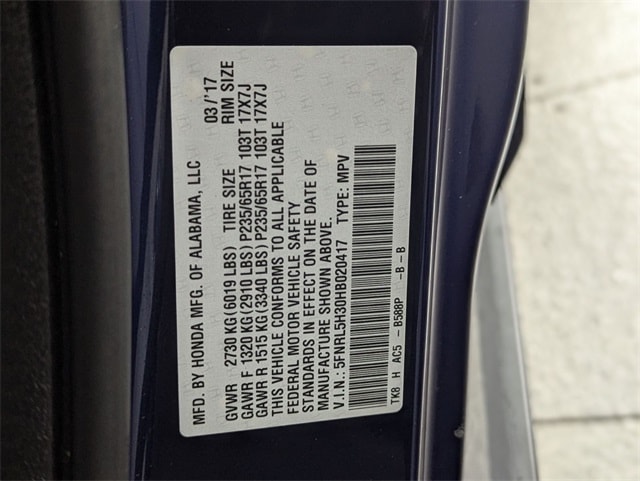 MFD. BY HONDA MFG. OF ALABAMA, LLC 03/'17
GVWR 2730 KG(6019 LBS) TIRE SIZE RIM SIZE
GAWR F 1320 KG(2910 LBS)P235/65R17 103T 17X7J
GAWR R 1515 KG(3340 LBS)P235/65R17 103T 17X7J
THIS VEHICLE CONFORMS TO ALL APPLICABLE
FEDERAL MOTOR VEHICLE SAFETY
STANDARDS IN EFFECT ON THE DATE OF
MANUFACTURE SHOWN ABOVE.
V.I.N.: 5FNRL5H30HB020417 TYPE: MPV
TK8 H AC5 - B588P -B-B